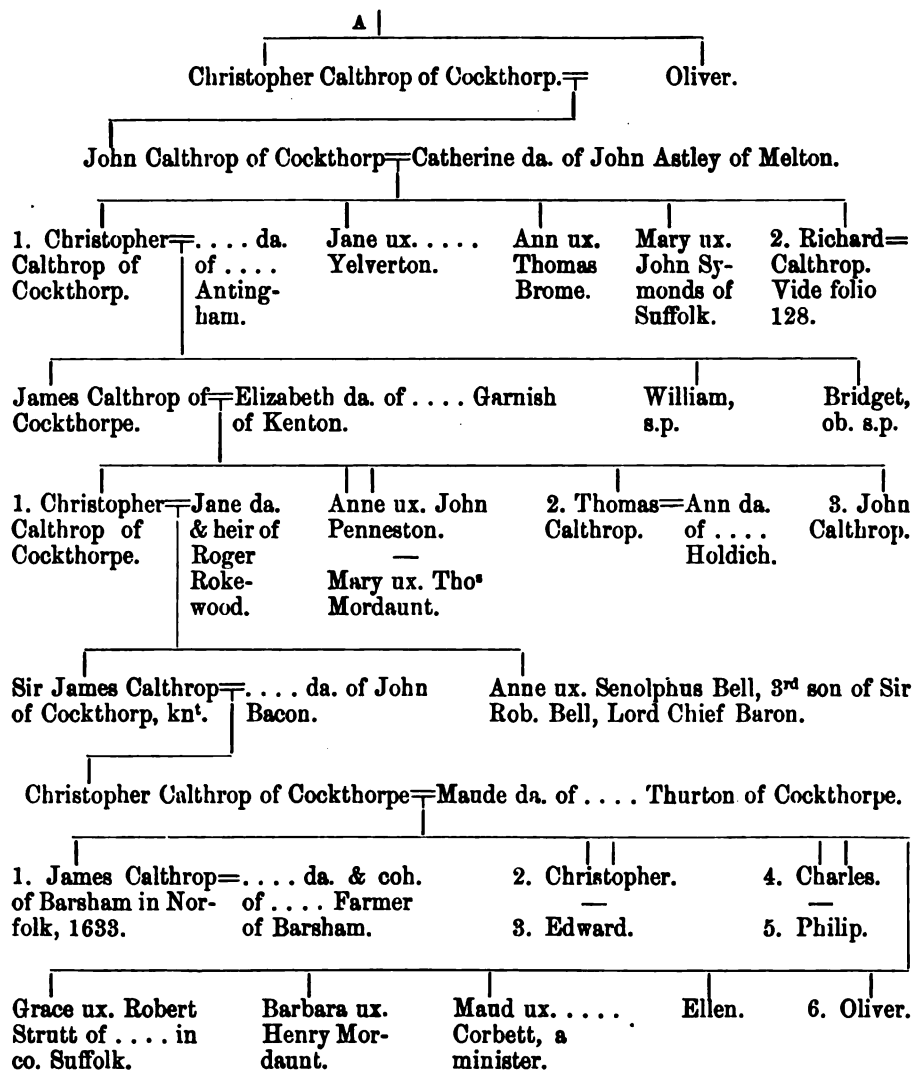 A
Christopher Calthrop of Cockthorp.= Oliver.
John Calthrop of Cockthorp=Catherine da. of John Astley of Melton.
1. Christopher=. . . . da. Jane ux. . . . . . Ann ux. Mary ux. 2. Richard=
Calthrop of of . . . . Yelverton. Thomas John Sy- Calthrop.
Cockthorp. Anting- Brome. monds of Vide folio
ham. Suffolk. 128.
James Calthrop of=Elizabeth da. of . . . . Garnish William, Bridget,
Cockthorpe. of Kenton. s.p. ob. s.p.
1. Christopher=Jane da. Anne ux. John 2. Thomas=Ann da. 3. John
Calthrop of & heir of Penneston. Calthrop. of . . . . Calthrop.
Cockthorpe. Roger — Holdich.
Roke- Mary ux. Thoˢ
wood. Mordaunt.
Sir James Calthrop=. . . . da. of John Anne ux. Senolphus Bell, 3ʳᵈ son of Sir
of Cockthorp, knᵗ. Bacon. Rob. Bell, Lord Chief Baron.
Christopher Calthrop of Cockthorpe=Maude da. of . . . . Thurton of Cockthorpe.
1. James Calthrop=. . . . da. & coh. 2. Christopher. 4. Charles.
of Barsham in Nor- of . . . . Farmer — —
folk, 1633. of Barsham. 3. Edward. 5. Philip.
Grace ux. Robert Barbara ux. Maud ux. . . . . . Ellen. 6. Oliver.
Strutt of . . . . in Henry Mor- Corbett, a
co. Suffolk. daunt. minister.